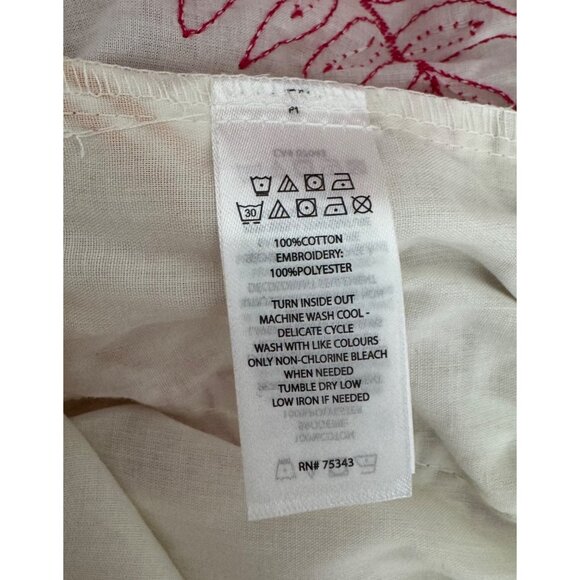 30
100%COTTON
EMBROIDERY:
100%POLYESTER
TURN INSIDE OUT
MACHINE WASH COOL -
DELICATE CYCLE
WASH WITH LIKE COLOURS
ONLY NON-CHLORINE BLEACH
WHEN NEEDED
TUMBLE DRY LOW
LOW IRON IF NEEDED
RN# 75343